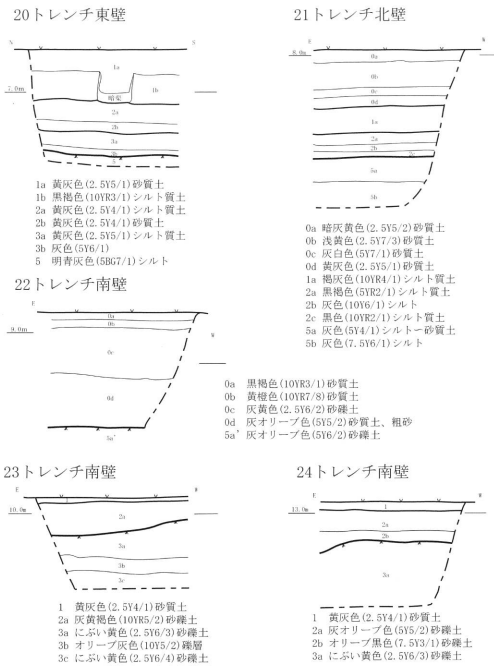 20トレンチ東壁
N
S
7.0m
1a
1b
暗渠
2a
2b
3a
3b
5
1a 黄灰色(2.5Y5/1)砂質土
1b 黒褐色(10YR3/1)シルト質土
2a 黄灰色(2.5Y4/1)シルト質土
2b 黄灰色(2.5Y4/1)砂質土
3a 黄灰色(2.5Y5/1)シルト質土
3b 灰色(5Y6/1)
5 明青灰色(5BG7/1)シルト
21トレンチ北壁
E
W
8.0m
0a
0b
0c
0d
1a
2a
2b
2c
5a
5b
0a 暗灰黄色(2.5Y5/2)砂質土
0b 浅黄色(2.5Y7/3)砂質土
0c 灰白色(5Y7/1)砂質土
0d 黄灰色(2.5Y5/1)砂質土
1a 褐灰色(10YR4/1)シルト質土
2a 黒褐色(5YR2/1)シルト質土
2b 灰色(10Y6/1)シルト
2c 黒色(10YR2/1)シルト質土
5a 灰色(5Y4/1)シルト〜砂質土
5b 灰色(7.5Y6/1)シルト
22トレンチ南壁
E
W
9.0m
0a
0b
0c
0d
5a'
0a 黒褐色(10YR3/1)砂質土
0b 黄橙色(10YR7/8)砂質土
0c 灰黄色(2.5Y6/2)砂礫土
0d 灰オリーブ色(5Y5/2)砂質土、粗砂
5a' 灰オリーブ色(5Y6/2)砂礫土
23トレンチ南壁
E
W
10.0m
1
2a
3a
3b
3c
1 黄灰色(2.5Y4/1)砂質土
2a 灰黄褐色(10YR5/2)砂礫土
3a にぶい黄色(2.5Y6/3)砂礫土
3b オリーブ灰色(10Y5/2)礫層
3c にぶい黄色(2.5Y6/4)砂礫土
24トレンチ南壁
E
W
13.0m
1
2a
2b
3a
1 黄灰色(2.5Y4/1)砂質土
2a 灰オリーブ色(5Y5/2)砂礫土
2b オリーブ黒色(7.5Y3/1)砂礫土
3a にぶい黄色(2.5Y6/3)砂礫土